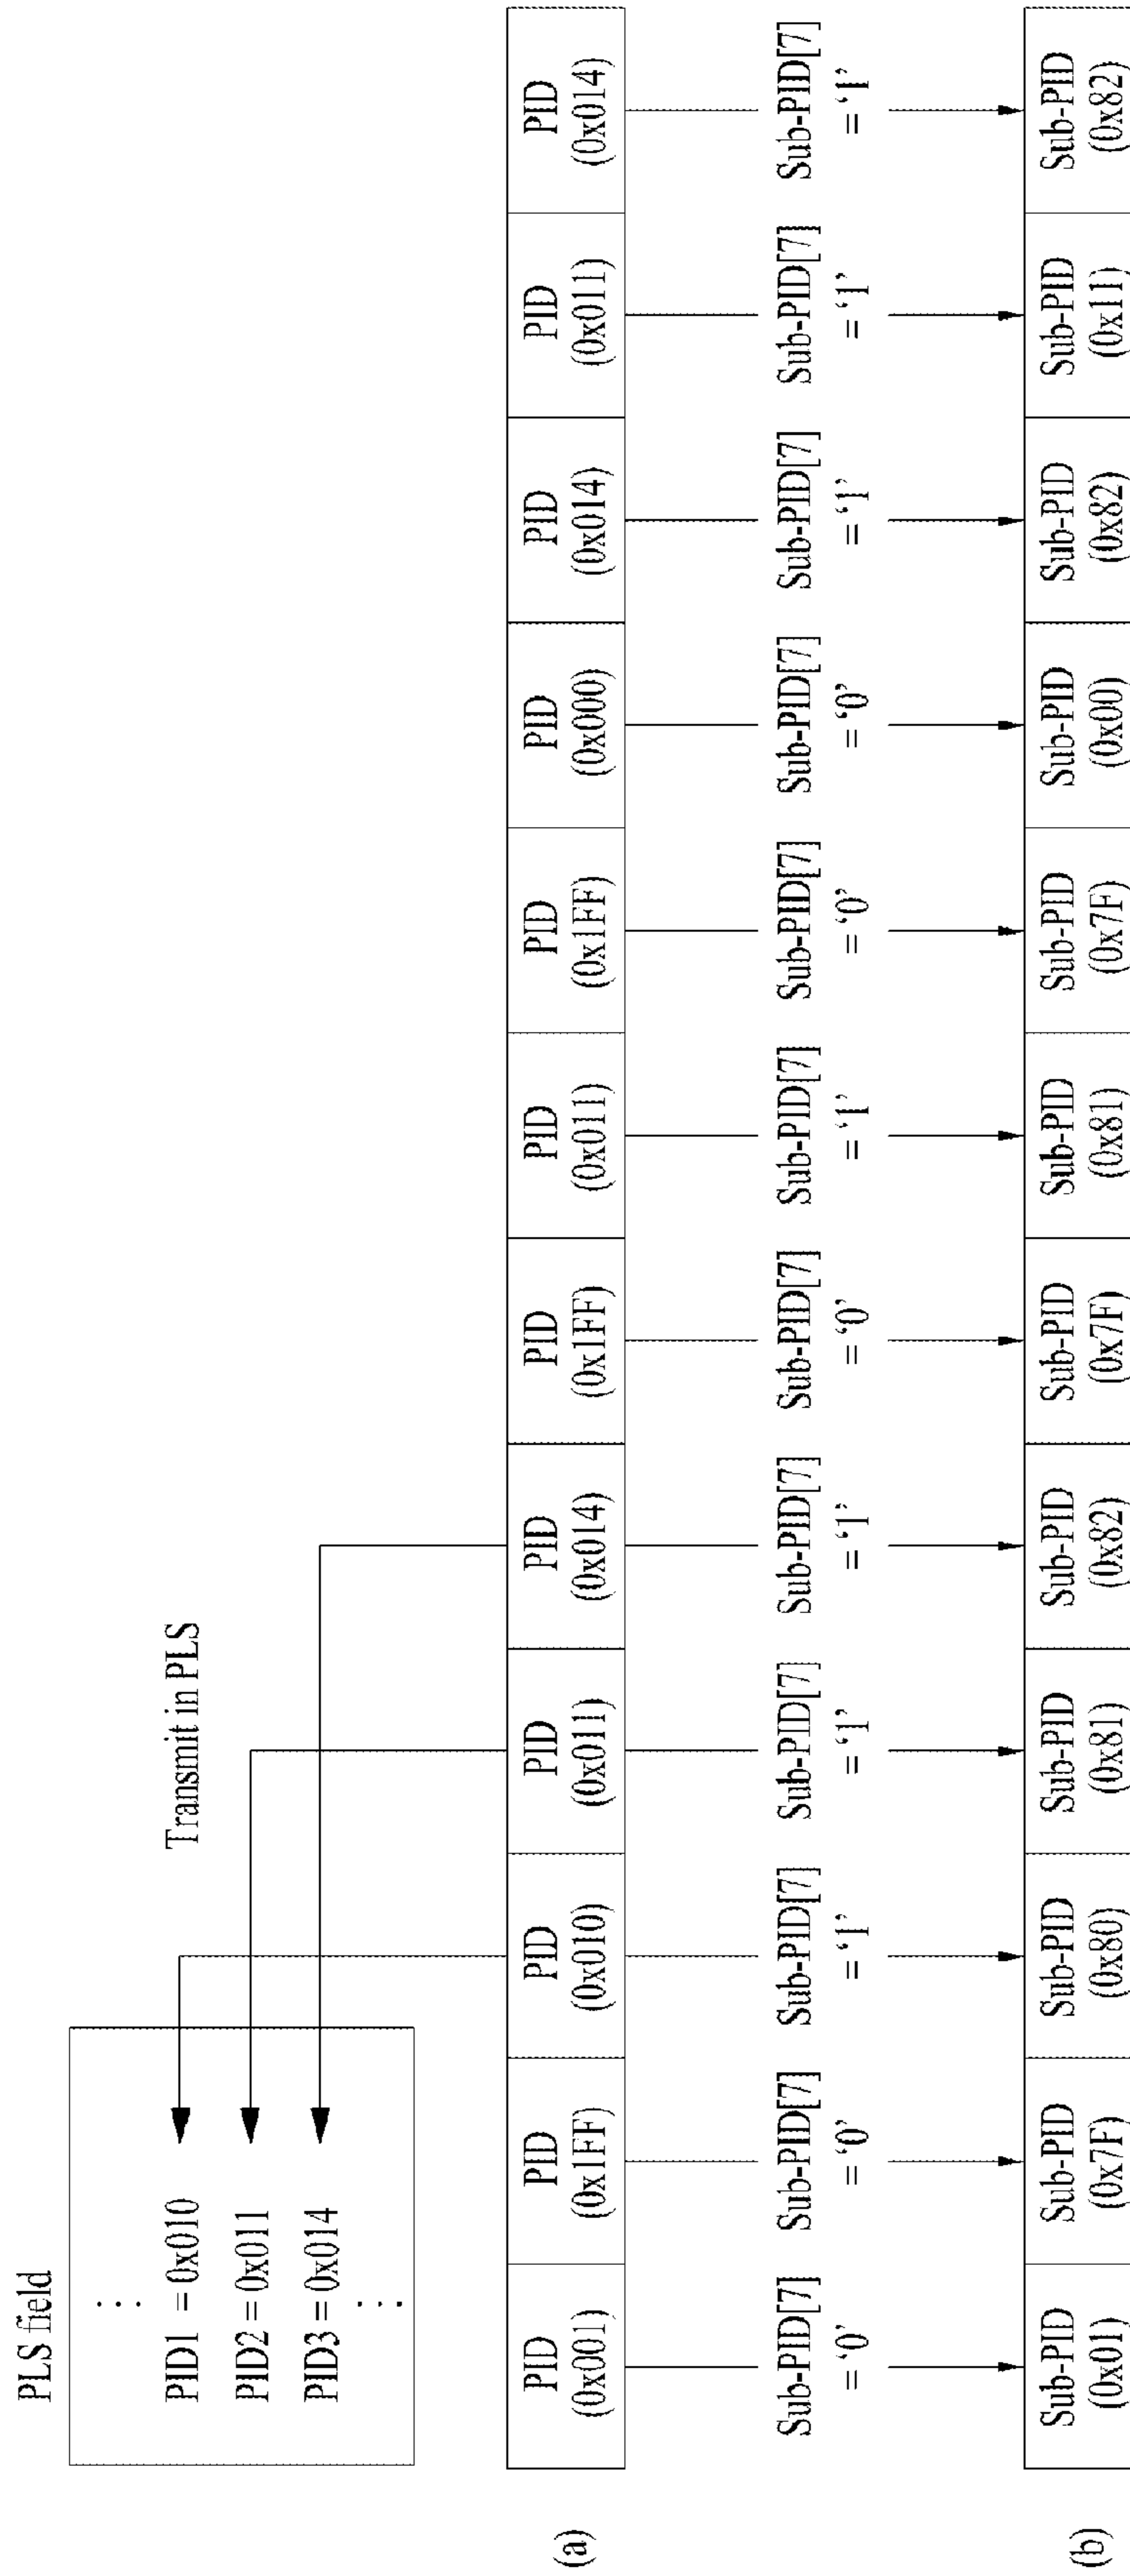 PLS field
⋮
PID1 = 0x010
PID2 = 0x011
PID3 = 0x014
⋮
Transmit in PLS
(a)
PID
(0x001)
PID
(0x1FF)
PID
(0x010)
PID
(0x011)
PID
(0x014)
PID
(0x1FF)
PID
(0x011)
PID
(0x1FF)
PID
(0x000)
PID
(0x014)
PID
(0x011)
PID
(0x014)
Sub-PID[7]
= ‘0’
Sub-PID[7]
= ‘0’
Sub-PID[7]
= ‘1’
Sub-PID[7]
= ‘1’
Sub-PID[7]
= ‘1’
Sub-PID[7]
= ‘0’
Sub-PID[7]
= ‘1’
Sub-PID[7]
= ‘0’
Sub-PID[7]
= ‘0’
Sub-PID[7]
= ‘1’
Sub-PID[7]
= ‘1’
Sub-PID[7]
= ‘1’
(b)
Sub-PID
(0x01)
Sub-PID
(0x7F)
Sub-PID
(0x80)
Sub-PID
(0x81)
Sub-PID
(0x82)
Sub-PID
(0x7F)
Sub-PID
(0x81)
Sub-PID
(0x7F)
Sub-PID
(0x00)
Sub-PID
(0x82)
Sub-PID
(0x11)
Sub-PID
(0x82)